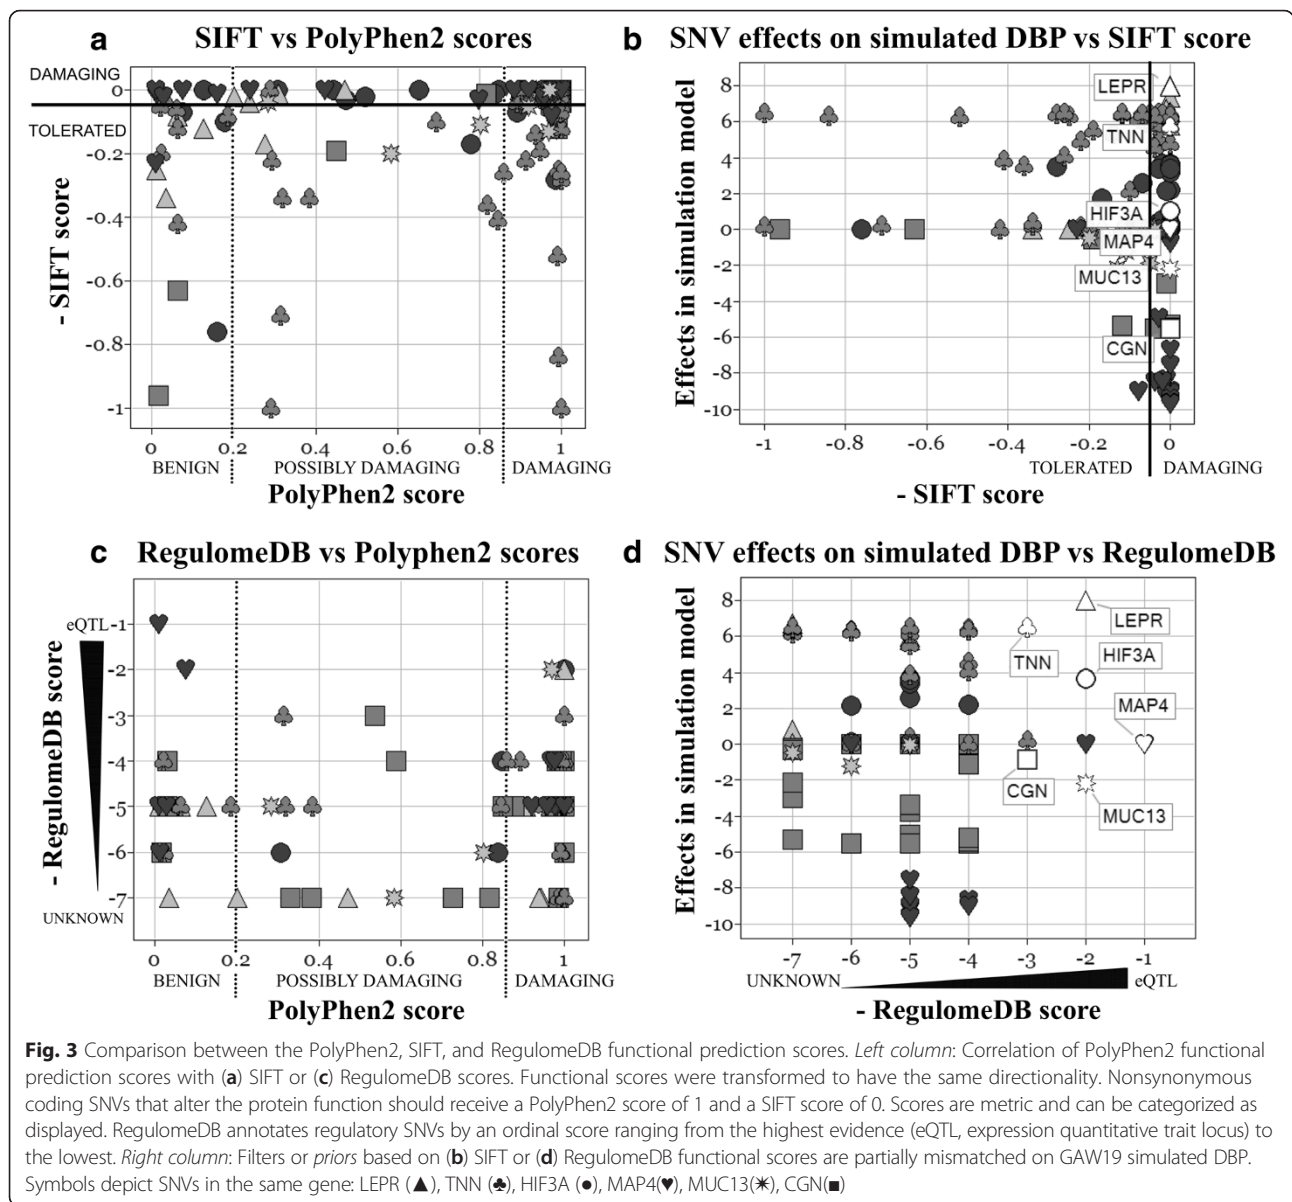 a
SIFT vs PolyPhen2 scores
DAMAGING
TOLERATED
0
-0.2
-0.4
-0.6
-0.8
-1
- SIFT score
0 0.2 0.4 0.6 0.8 1
BENIGN POSSIBLY DAMAGING DAMAGING
PolyPhen2 score
b
SNV effects on simulated DBP vs SIFT score
Effects in simulation model
8
6
4
2
0
-2
-4
-6
-8
-10
LEPR
TNN
HIF3A
MAP4
MUC13
CGN
-1 -0.8 -0.6 -0.4 -0.2 0
TOLERATED DAMAGING
- SIFT score
c
RegulomeDB vs Polyphen2 scores
eQTL
-1
-2
-3
-4
-5
-6
-7
UNKNOWN
- RegulomeDB score
0 0.2 0.4 0.6 0.8 1
BENIGN POSSIBLY DAMAGING DAMAGING
PolyPhen2 score
d
SNV effects on simulated DBP vs RegulomeDB
Effects in simulation model
8
6
4
2
0
-2
-4
-6
-8
-10
LEPR
TNN
HIF3A
MAP4
CGN
MUC13
-7 -6 -5 -4 -3 -2 -1
UNKNOWN eQTL
- RegulomeDB score
Fig. 3 Comparison between the PolyPhen2, SIFT, and RegulomeDB functional prediction scores. Left column: Correlation of PolyPhen2 functional
prediction scores with (a) SIFT or (c) RegulomeDB scores. Functional scores were transformed to have the same directionality. Nonsynonymous
coding SNVs that alter the protein function should receive a PolyPhen2 score of 1 and a SIFT score of 0. Scores are metric and can be categorized as
displayed. RegulomeDB annotates regulatory SNVs by an ordinal score ranging from the highest evidence (eQTL, expression quantitative trait locus) to
the lowest. Right column: Filters or priors based on (b) SIFT or (d) RegulomeDB functional scores are partially mismatched on GAW19 simulated DBP.
Symbols depict SNVs in the same gene: LEPR (▲), TNN (♣), HIF3A (●), MAP4(♥), MUC13(✷), CGN(■)